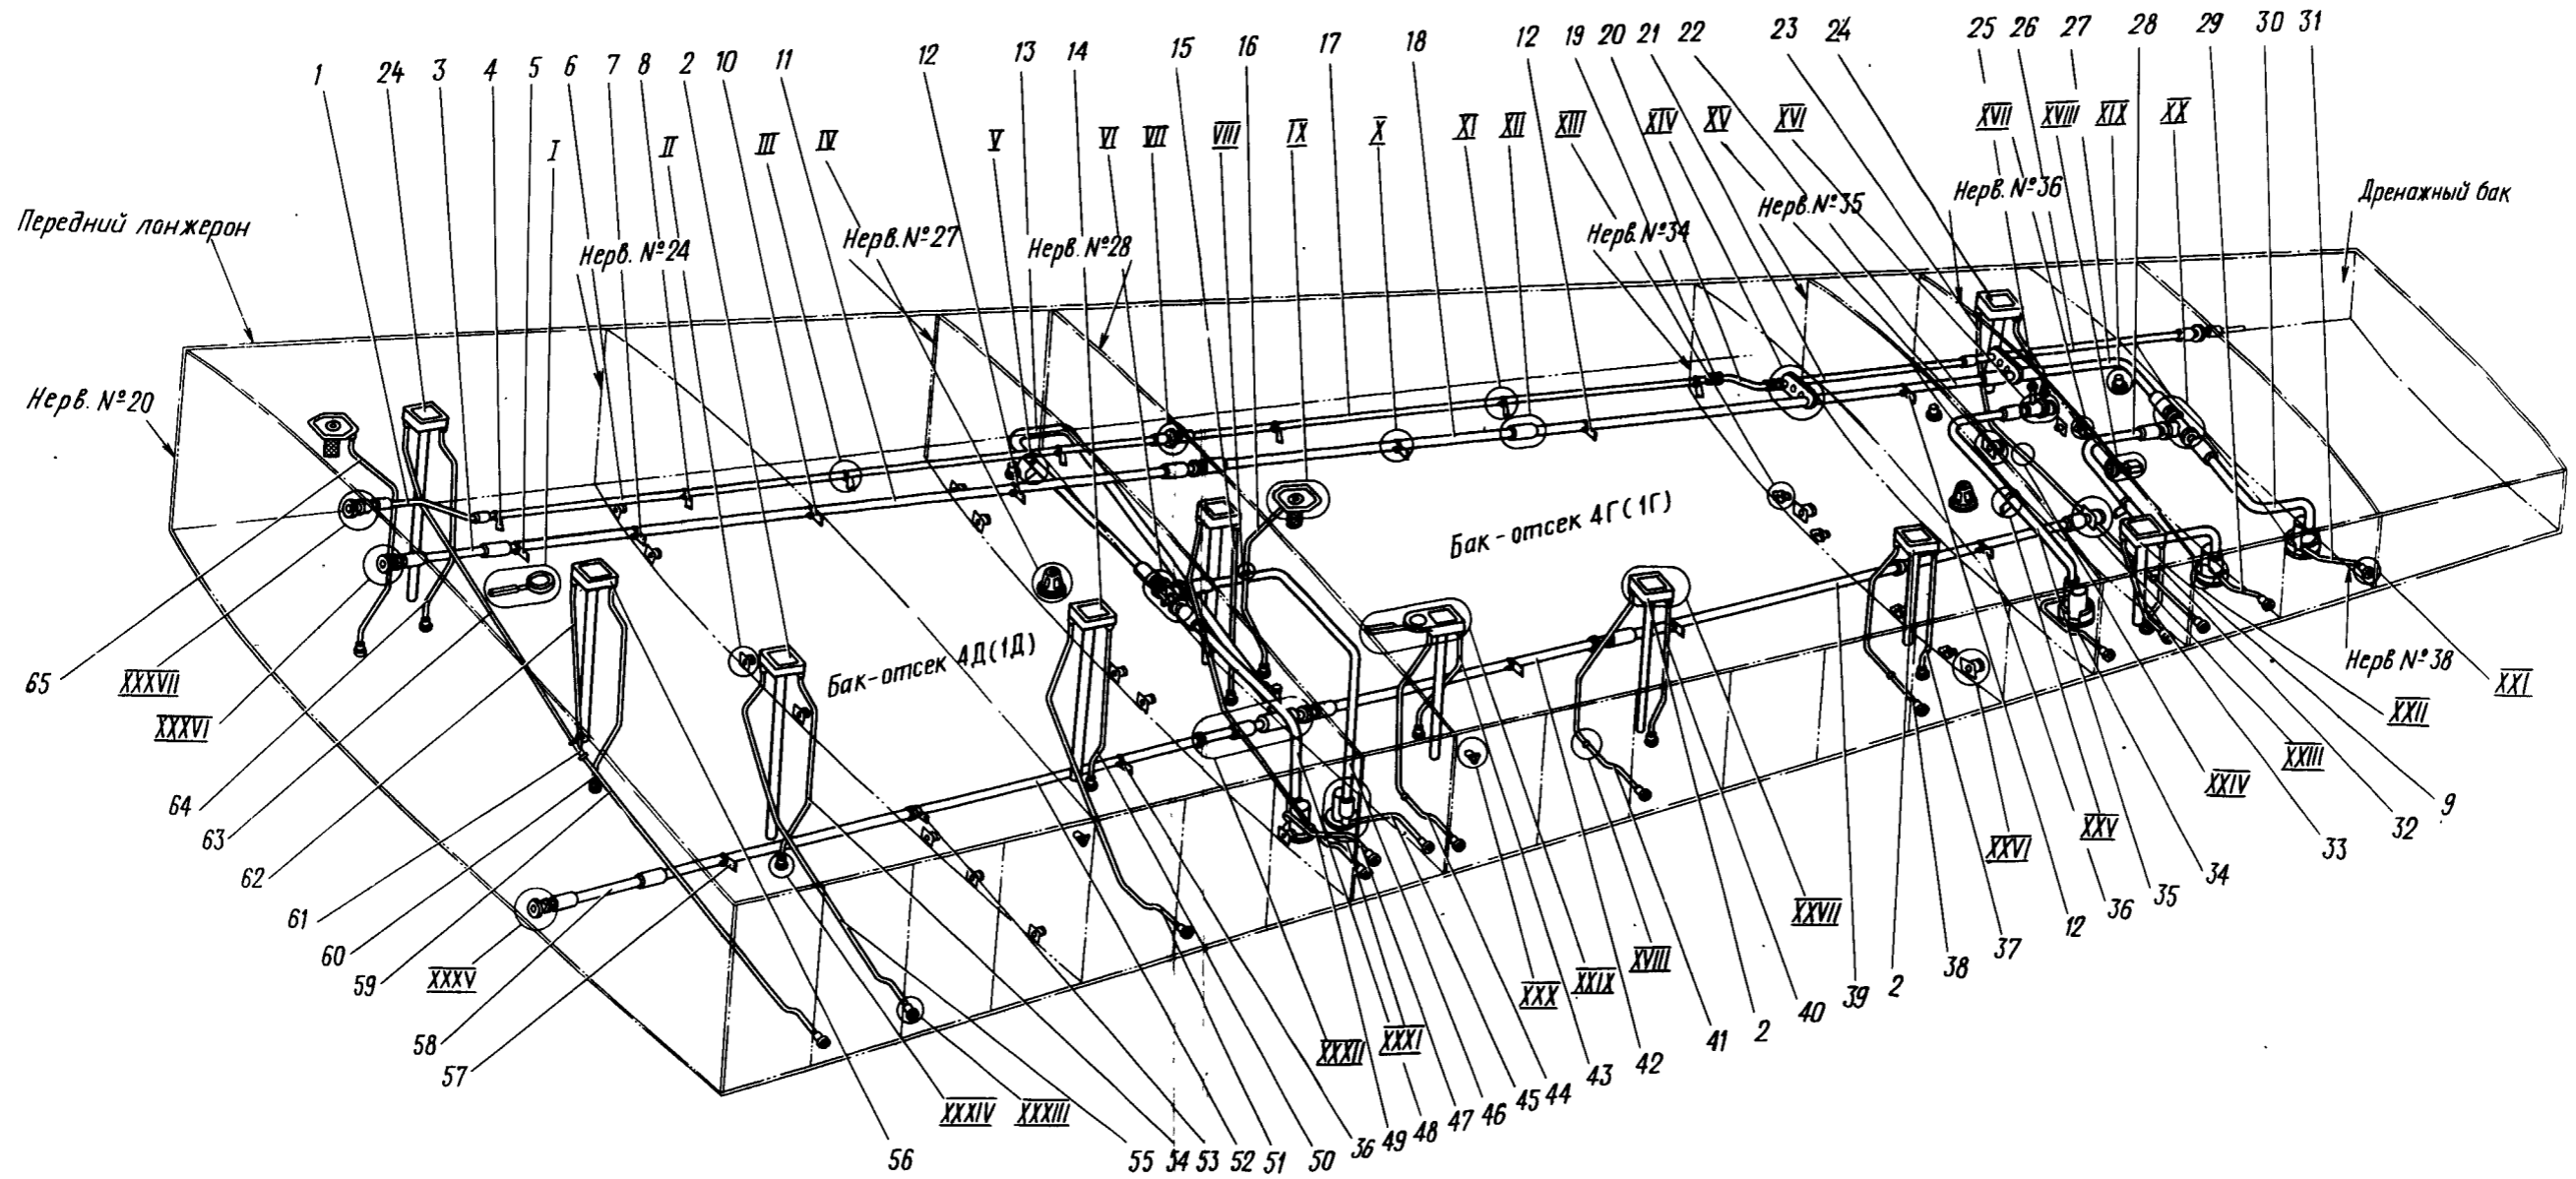 1 24 3 4 5 6 7 8 2 10 11 12 13 14 15 16 17 18 12 19 20 21 22 23 24 25 26 27 28 29 30 31
I II III IV V VI VII VIII IX X XI XII XIII XIV XV XVI XVII XVIII XIX XX
Передний лонжерон
Нерв. №24
Нерв. №27
Нерв. №28
Нерв. №34
Нерв. №35
Нерв. №36
Дренажный бак
Нерв. №20
Бак-отсек 4Г(1Г)
Бак-отсек 4Д(1Д)
Нерв №38
65 XXXVII XXXVI
64
63
62
61
60
59
XXXV
58
57
XXI
XXII
XXIII
XXIV
9
32
33
34
XXV
35
XXVI
36
12
37
38
2
39
XXVII
40
2
41
XVIII
42
XXIX
43
XXX
44
45
46
47
XXXI
48
49
XXXII
36
50
51
52
53
54
55
XXXIII
XXXIV
56